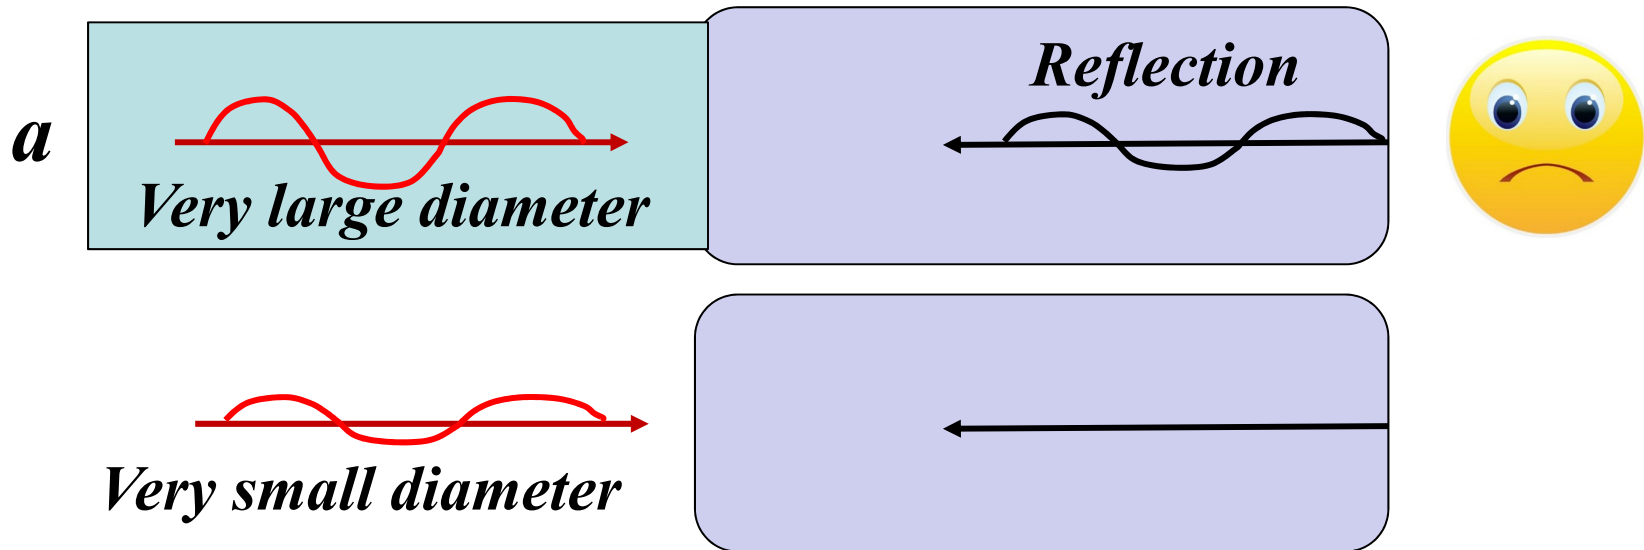 a
Reflection
Very large diameter
Very small diameter